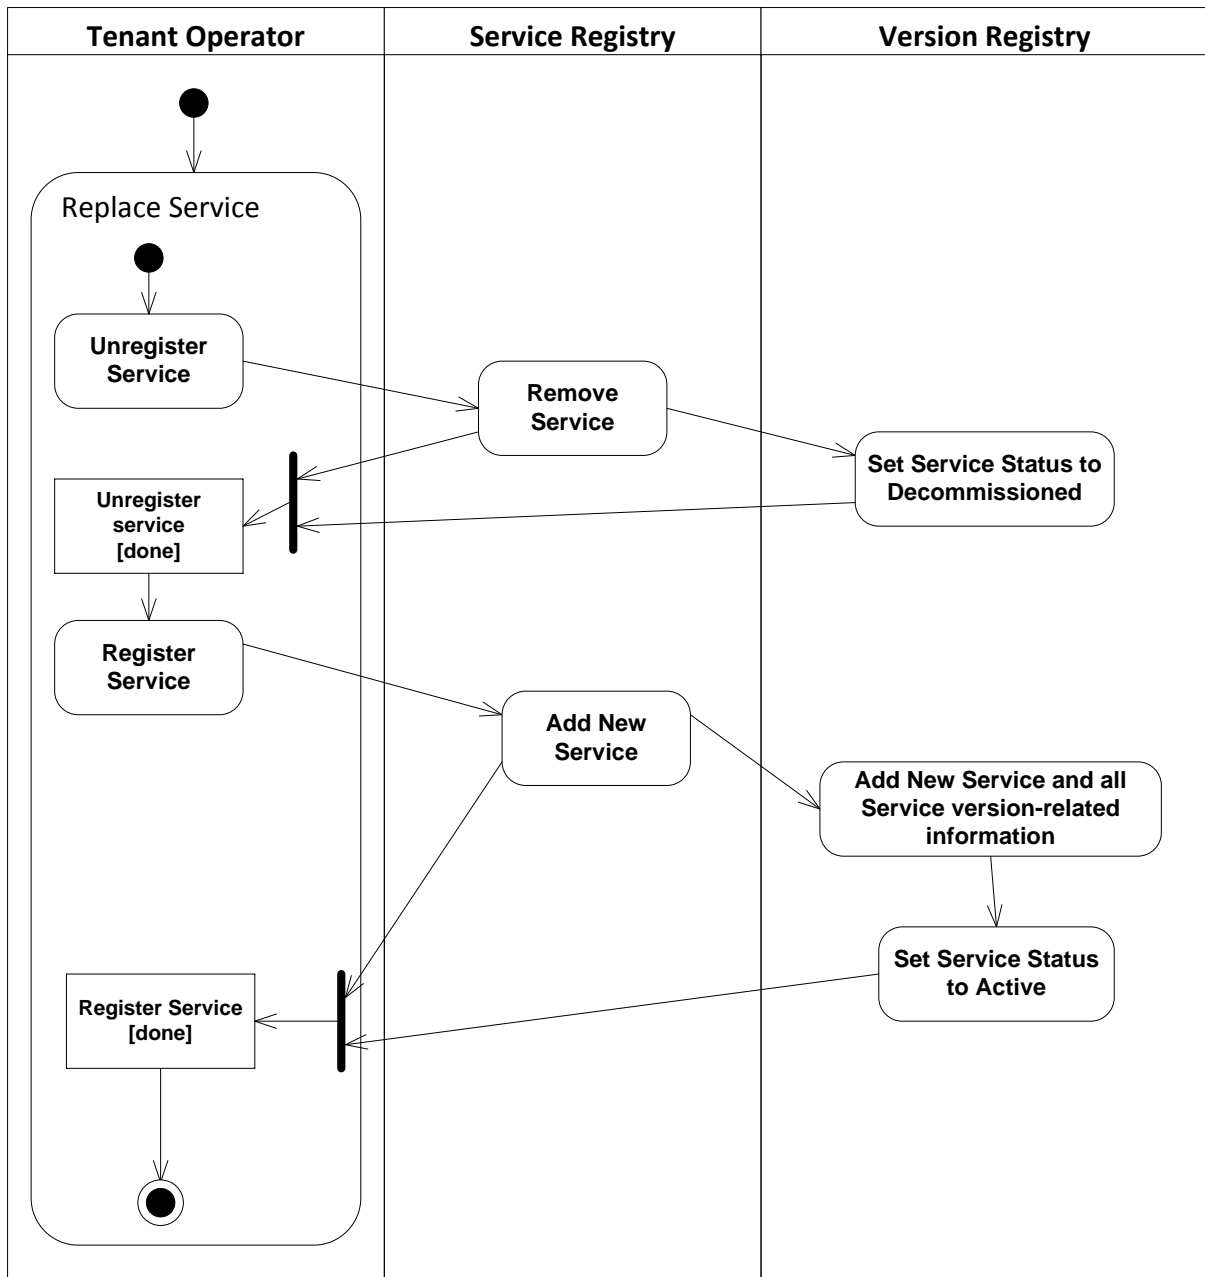 Tenant Operator
Service Registry
Version Registry
Replace Service
Unregister
Service
Remove
Service
Set Service Status to
Decommissioned
Unregister
service
[done]
Register
Service
Add New
Service
Add New Service and all
Service version-related
information
Set Service Status
to Active
Register Service
[done]